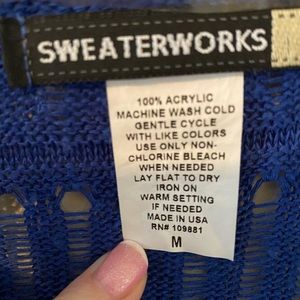 SWEATERWORKS
100% ACRYLIC
MACHINE WASH COLD
GENTLE CYCLE
WITH LIKE COLORS
USE ONLY NON-
CHLORINE BLEACH
WHEN NEEDED
LAY FLAT TO DRY
IRON ON
WARM SETTING
IF NEEDED
MADE IN USA
RN# 109881
M